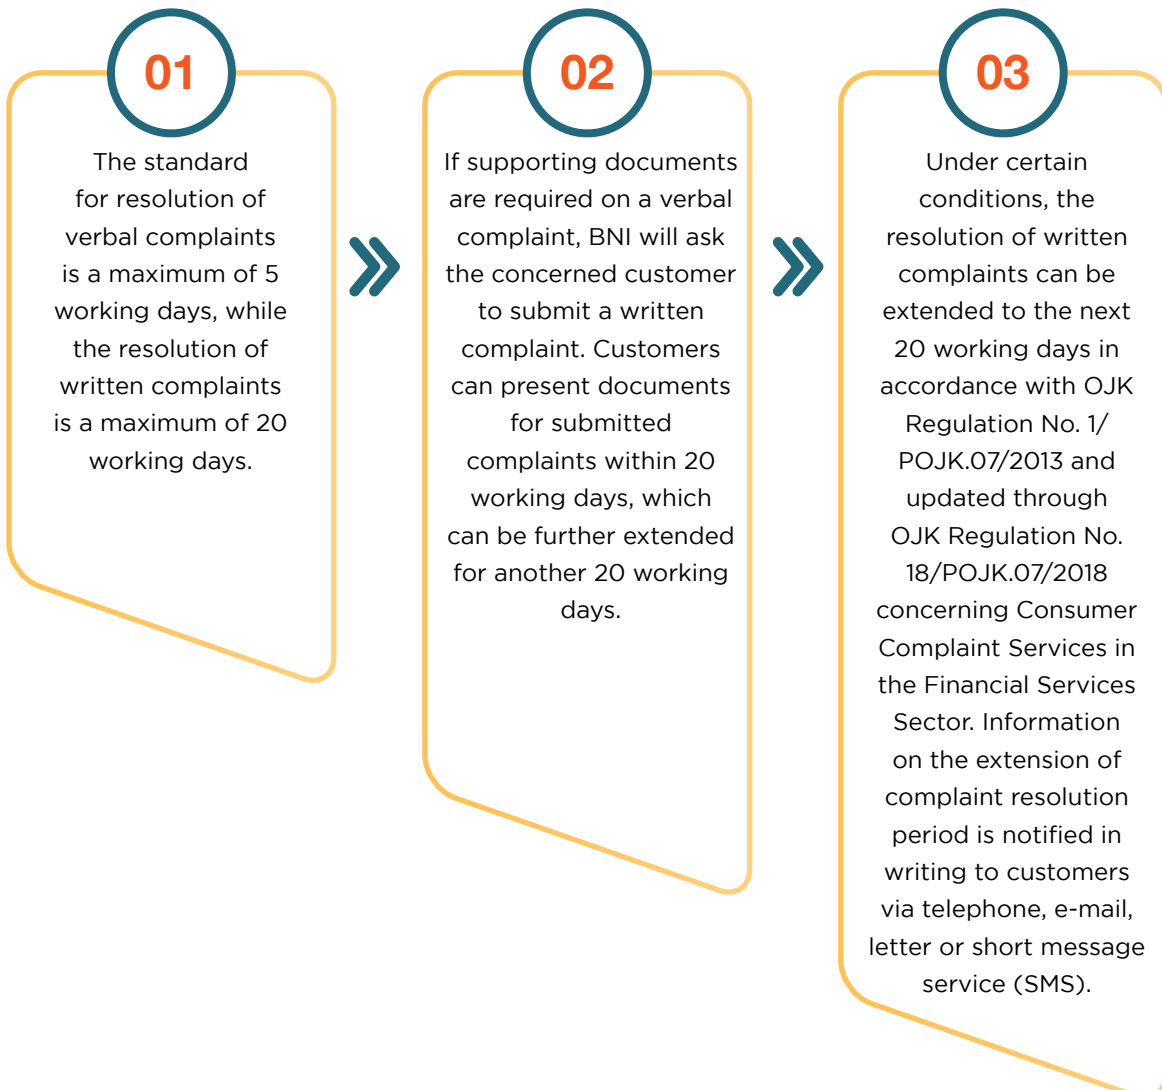 01
The standard
for resolution of
verbal complaints
is a maximum of 5
working days, while
the resolution of
written complaints
is a maximum of 20
working days.
02
If supporting documents
are required on a verbal
complaint, BNI will ask
the concerned customer
to submit a written
complaint. Customers
can present documents
for submitted
complaints within 20
working days, which
can be further extended
for another 20 working
days.
03
Under certain
conditions, the
resolution of written
complaints can be
extended to the next
20 working days in
accordance with OJK
Regulation No. 1/
POJK.07/2013 and
updated through
OJK Regulation No.
18/POJK.07/2018
concerning Consumer
Complaint Services in
the Financial Services
Sector. Information
on the extension of
complaint resolution
period is notified in
writing to customers
via telephone, e-mail,
letter or short message
service (SMS).